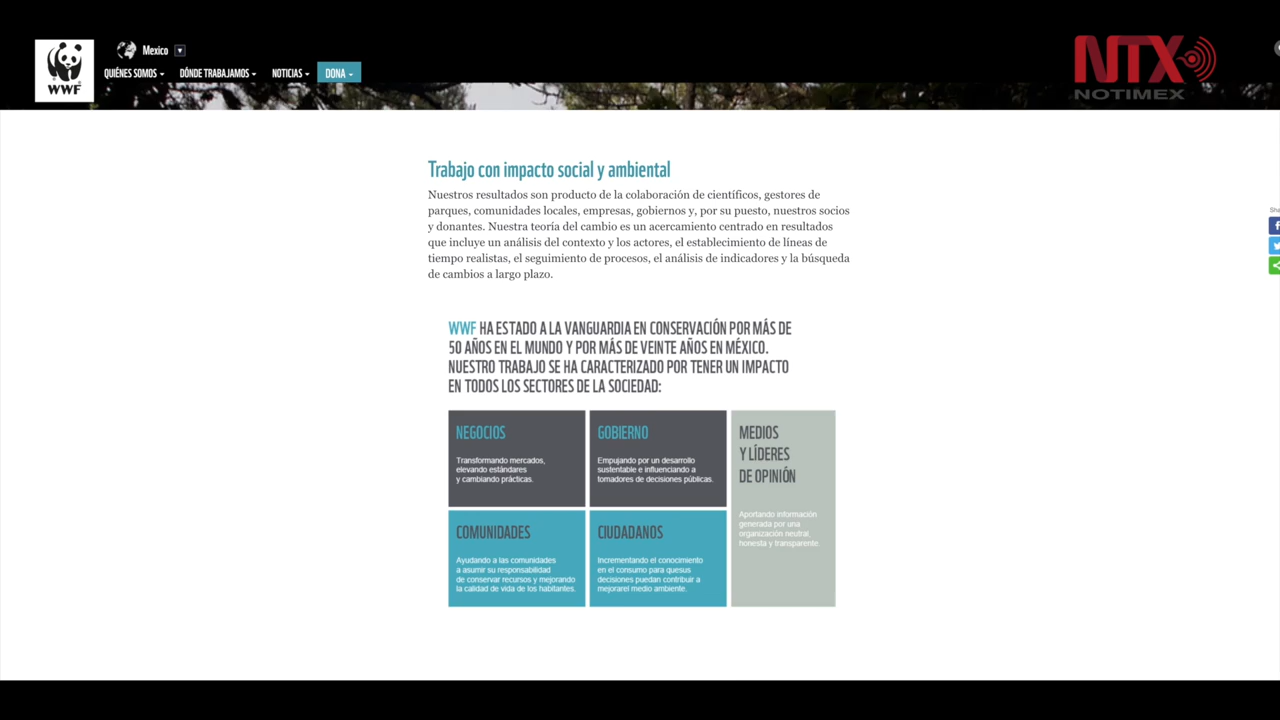 Mexico
WWF
QUIÉNES SOMOS
DÓNDE TRABAJAMOS
NOTICIAS
DONA
NTX
NOTIMEX
Trabajo con impacto social y ambiental
Nuestros resultados son producto de la colaboración de científicos, gestores de
parques, comunidades locales, empresas, gobiernos y, por su puesto, nuestros socios
y donantes. Nuestra teoría del cambio es un acercamiento centrado en resultados
que incluye un análisis del contexto y los actores, el establecimiento de líneas de
tiempo realistas, el seguimiento de procesos, el análisis de indicadores y la búsqueda
de cambios a largo plazo.
WWF HA ESTADO A LA VANGUARDIA EN CONSERVACIÓN POR MÁS DE
50 AÑOS EN EL MUNDO Y POR MÁS DE VEINTE AÑOS EN MÉXICO.
NUESTRO TRABAJO SE HA CARACTERIZADO POR TENER UN IMPACTO
EN TODOS LOS SECTORES DE LA SOCIEDAD:
NEGOCIOS
Transformando mercados,
elevando estándares
y cambiando prácticas.
GOBIERNO
Empujando por un desarrollo
sustentable e influenciando a
tomadores de decisiones públicas.
MEDIOS
Y LÍDERES
DE OPINIÓN
Aportando información
generada por una
organización neutral,
honesta y transparente.
COMUNIDADES
Ayudando a las comunidades
a asumir su responsabilidad
de conservar recursos y mejorando
la calidad de vida de los habitantes.
CIUDADANOS
Incrementando el conocimiento
en el consumo para quesus
decisiones puedan contribuir a
mejorarel medio ambiente.